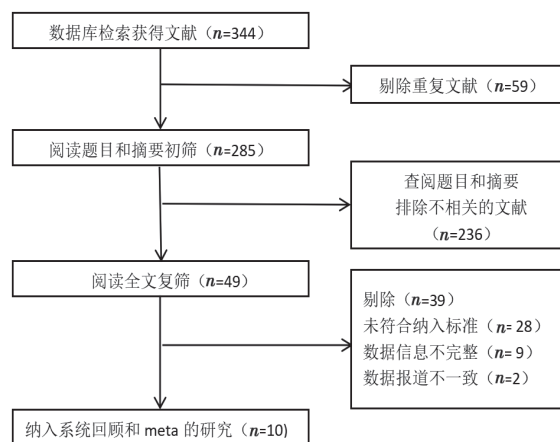 数据库检索获得文献（n=344）
剔除重复文献（n=59）
阅读题目和摘要初筛（n=285）
查阅题目和摘要
排除不相关的文献
（n=236）
阅读全文复筛（n=49）
剔除（n=39）
未符合纳入标准（n= 28）
数据信息不完整（n= 9）
数据报道不一致（n=2）
纳入系统回顾和 meta 的研究（n=10)